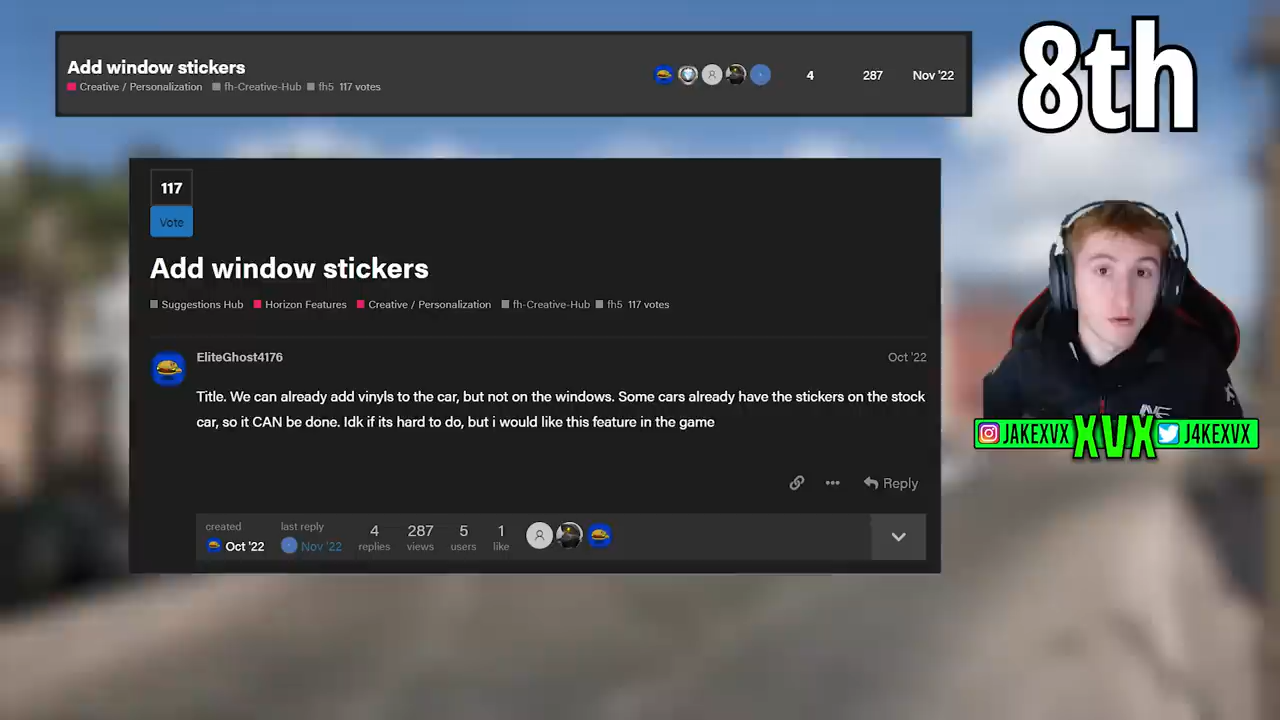 Add window stickers
Creative / Personalization fh-Creative-Hub fh5 117 votes
4 287 Nov '22
8th
117
Vote
Add window stickers
Suggestions Hub Horizon Features Creative / Personalization fh-Creative-Hub fh5 117 votes
EliteGhost4176 Oct '22
Title. We can already add vinyls to the car, but not on the windows. Some cars already have the stickers on the stock
car, so it CAN be done. Idk if its hard to do, but i would like this feature in the game
Reply
created last reply 4 287 5 1
Oct '22 Nov '22 replies views users like
JAKEXVX XVX J4KEXVX